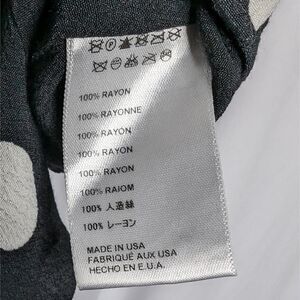 100% RAYON
100% RAYONNE
100% RAYON
100% RAYON
100% RAYON
100% RAIOM
100% 人造絲
100% レーヨン
MADE IN USA
FABRIQUÉ AUX USA
HECHO EN E.U.A.